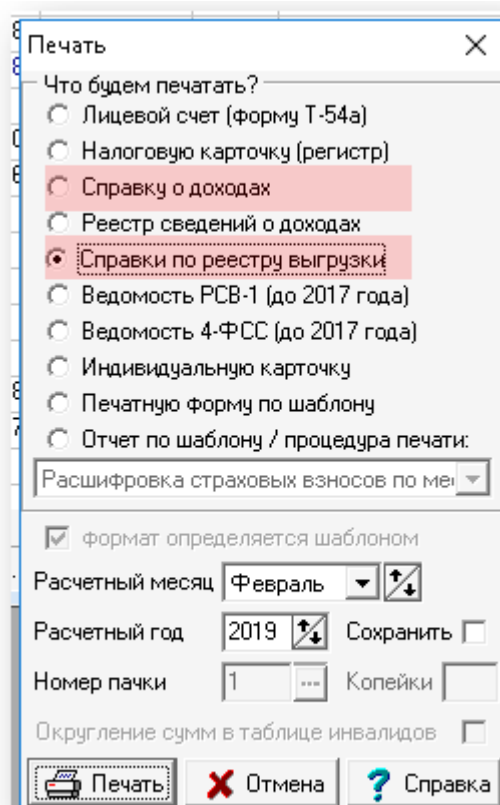 Печать
Что будем печатать?
Лицевой счет (форму Т-54а)
Налоговую карточку (регистр)
Справку о доходах
Реестр сведений о доходах
Справки по реестру выгрузки
Ведомость РСВ-1 (до 2017 года)
Ведомость 4-ФСС (до 2017 года)
Индивидуальную карточку
Печатную форму по шаблону
Отчет по шаблону / процедура печати:
Расшифровка страховых взносов по мес
формат определяется шаблоном
Расчетный месяц Февраль
Расчетный год 2019 Сохранить
Номер пачки 1 ... Копейки
Округление сумм в таблице инвалидов
Печать Отмена ? Справка